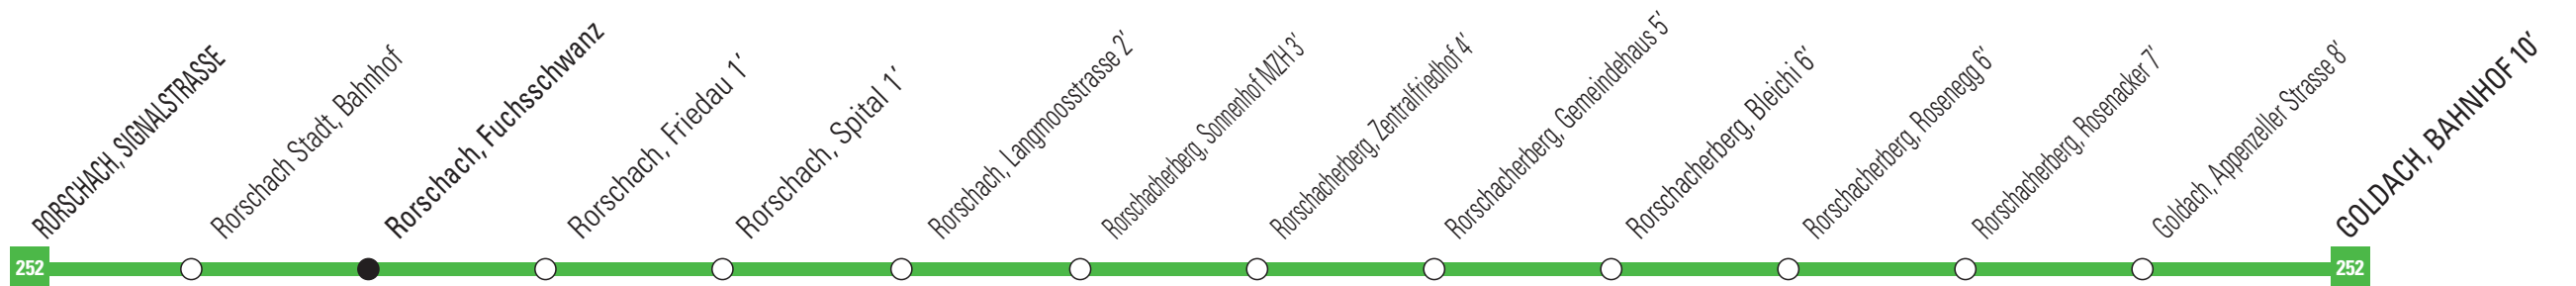 RORSCHACH, SIGNALSTRASSE
Rorschach Stadt, Bahnhof
Rorschach, Fuchsschwanz
Rorschach, Friedau 1’
Rorschach, Spital 1’
Rorschach, Langmoosstrasse 2’
Rorschacherberg, Sonnenhof MZH 3’
Rorschacherberg, Zentralfriedhof 4’
Rorschacherberg, Gemeindehaus 5’
Rorschacherberg, Bleichi 6’
Rorschacherberg, Rosenegg 6’
Rorschacherberg, Rosenacker 7’
Goldach, Appenzeller Strasse 8’
GOLDACH, BAHNHOF 10’
252
252